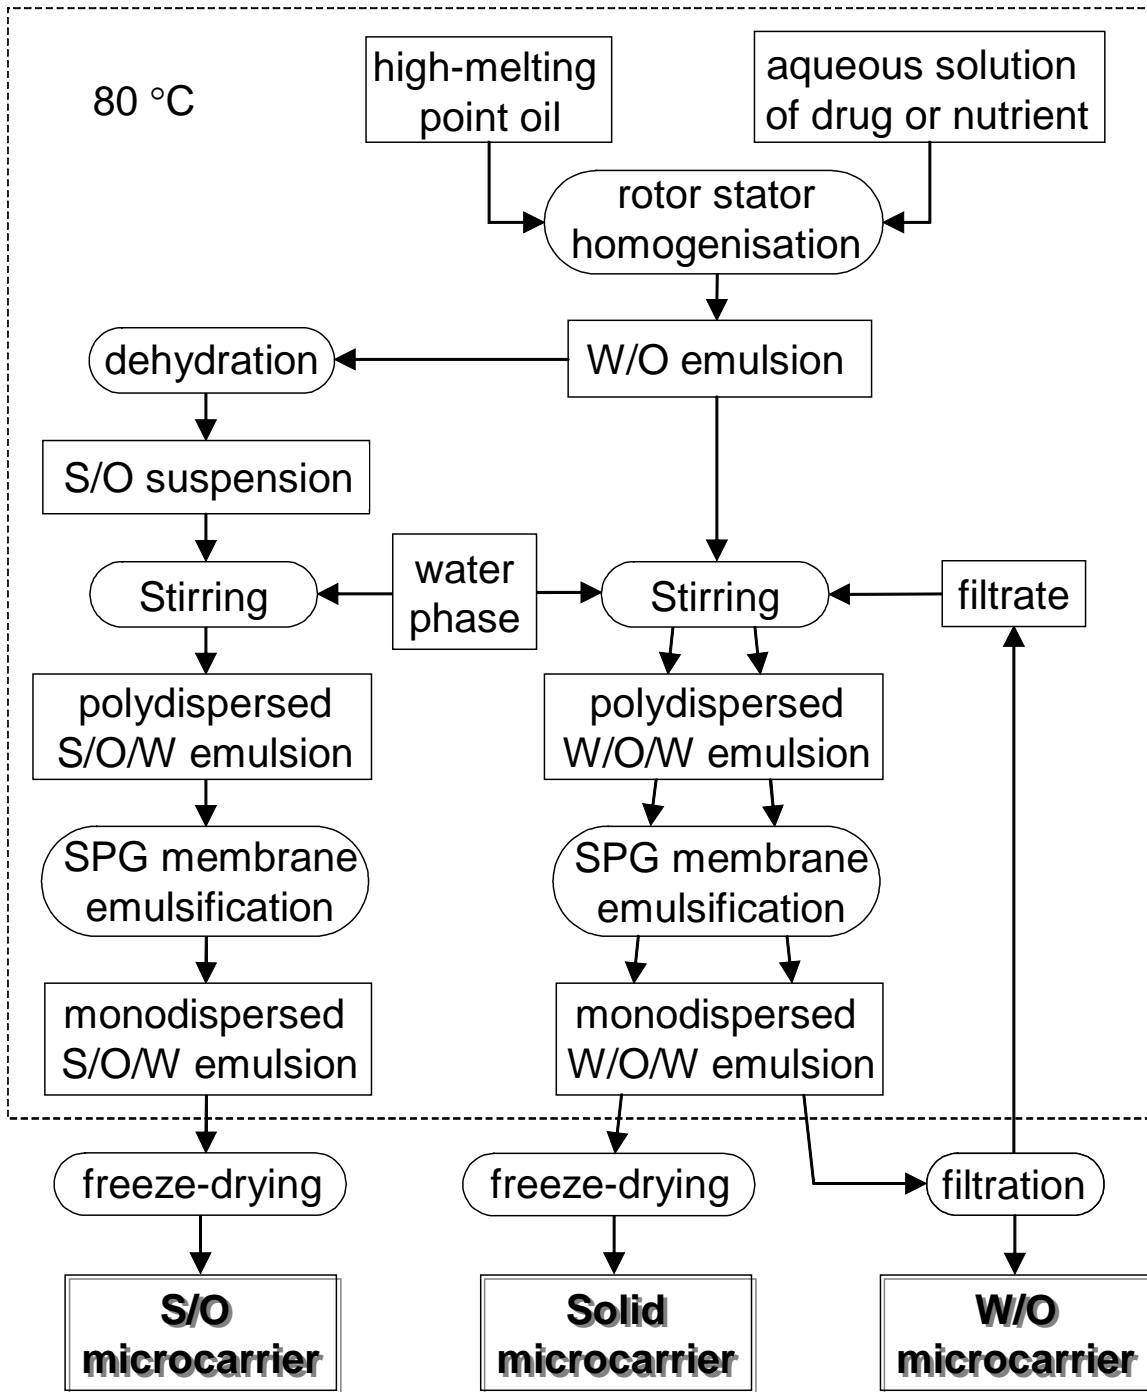 80 °C
high-melting
point oil
aqueous solution
of drug or nutrient
rotor stator
homogenisation
dehydration
W/O emulsion
S/O suspension
Stirring
water
phase
Stirring
filtrate
polydispersed
S/O/W emulsion
polydispersed
W/O/W emulsion
SPG membrane
emulsification
SPG membrane
emulsification
monodispersed
S/O/W emulsion
monodispersed
W/O/W emulsion
freeze-drying
freeze-drying
filtration
S/O
microcarrier
Solid
microcarrier
W/O
microcarrier